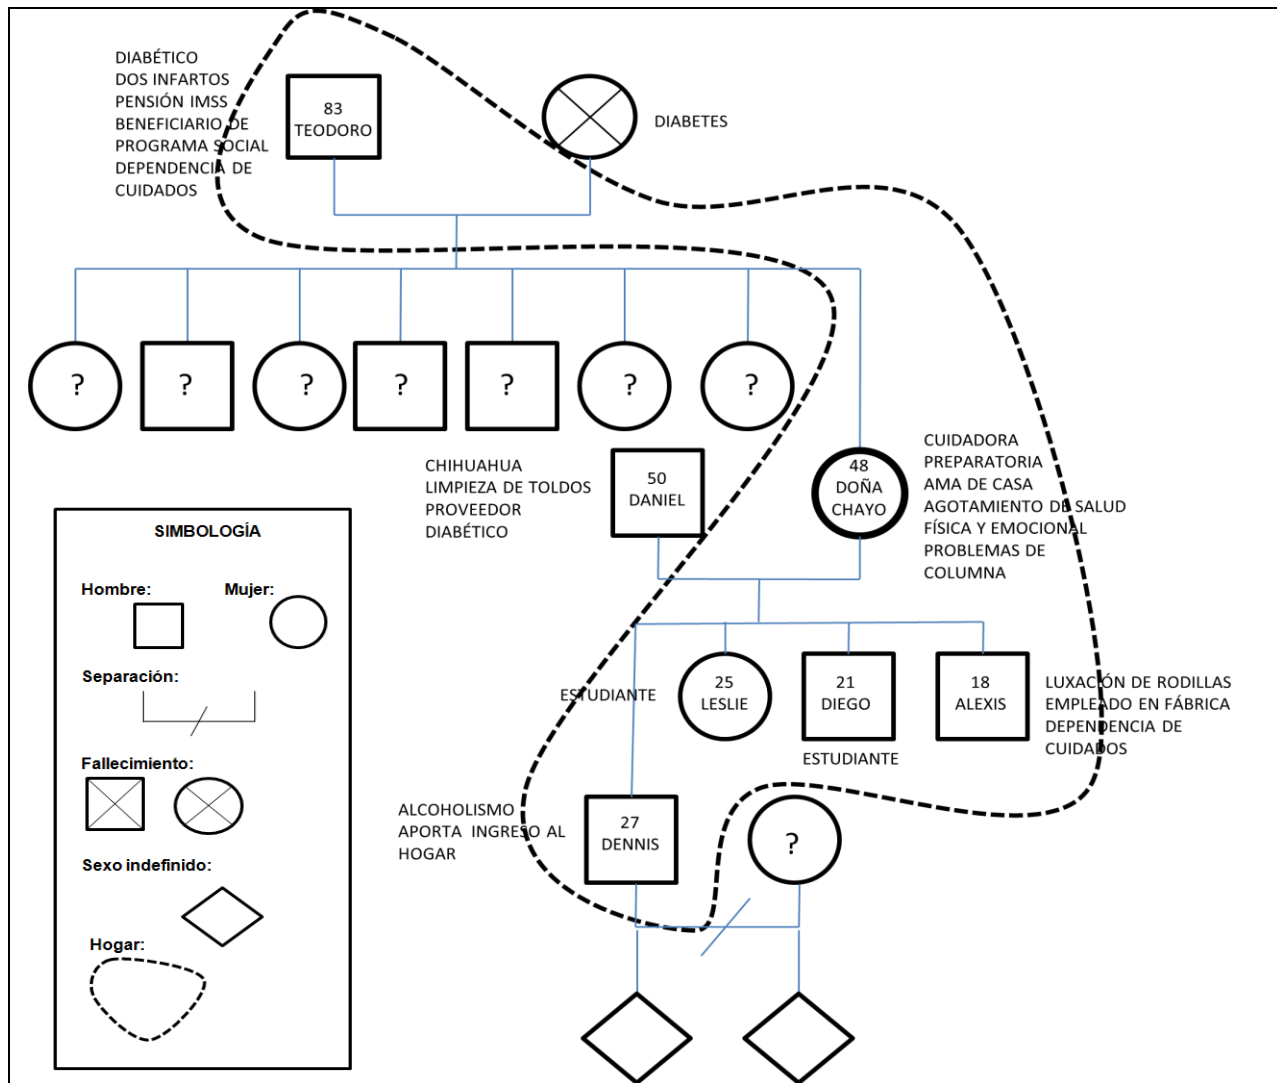 DIABÉTICO
DOS INFARTOS
PENSIÓN IMSS
BENEFICIARIO DE
PROGRAMA SOCIAL
DEPENDENCIA DE
CUIDADOS
83
TEODORO
DIABETES
?
?
?
?
?
?
?
CHIHUAHUA
LIMPIEZA DE TOLDOS
PROVEEDOR
DIABÉTICO
50
DANIEL
48
DOÑA
CHAYO
CUIDADORA
PREPARATORIA
AMA DE CASA
AGOTAMIENTO DE SALUD
FÍSICA Y EMOCIONAL
PROBLEMAS DE
COLUMNA
ESTUDIANTE
25
LESLIE
21
DIEGO
ESTUDIANTE
18
ALEXIS
LUXACIÓN DE RODILLAS
EMPLEADO EN FÁBRICA
DEPENDENCIA DE
CUIDADOS
ALCOHOLISMO
APORTA INGRESO AL
HOGAR
27
DENNIS
?
SIMBOLOGÍA
Hombre:
Mujer:
Separación:
Fallecimiento:
Sexo indefinido:
Hogar: